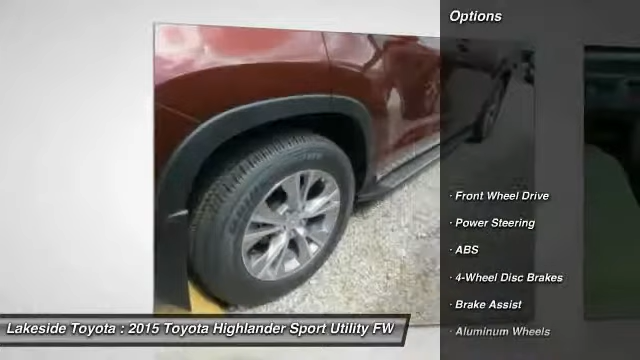 Options
· Front Wheel Drive
· Power Steering
· ABS
· 4-Wheel Disc Brakes
· Brake Assist
· Aluminum Wheels
Lakeside Toyota : 2015 Toyota Highlander Sport Utility FW